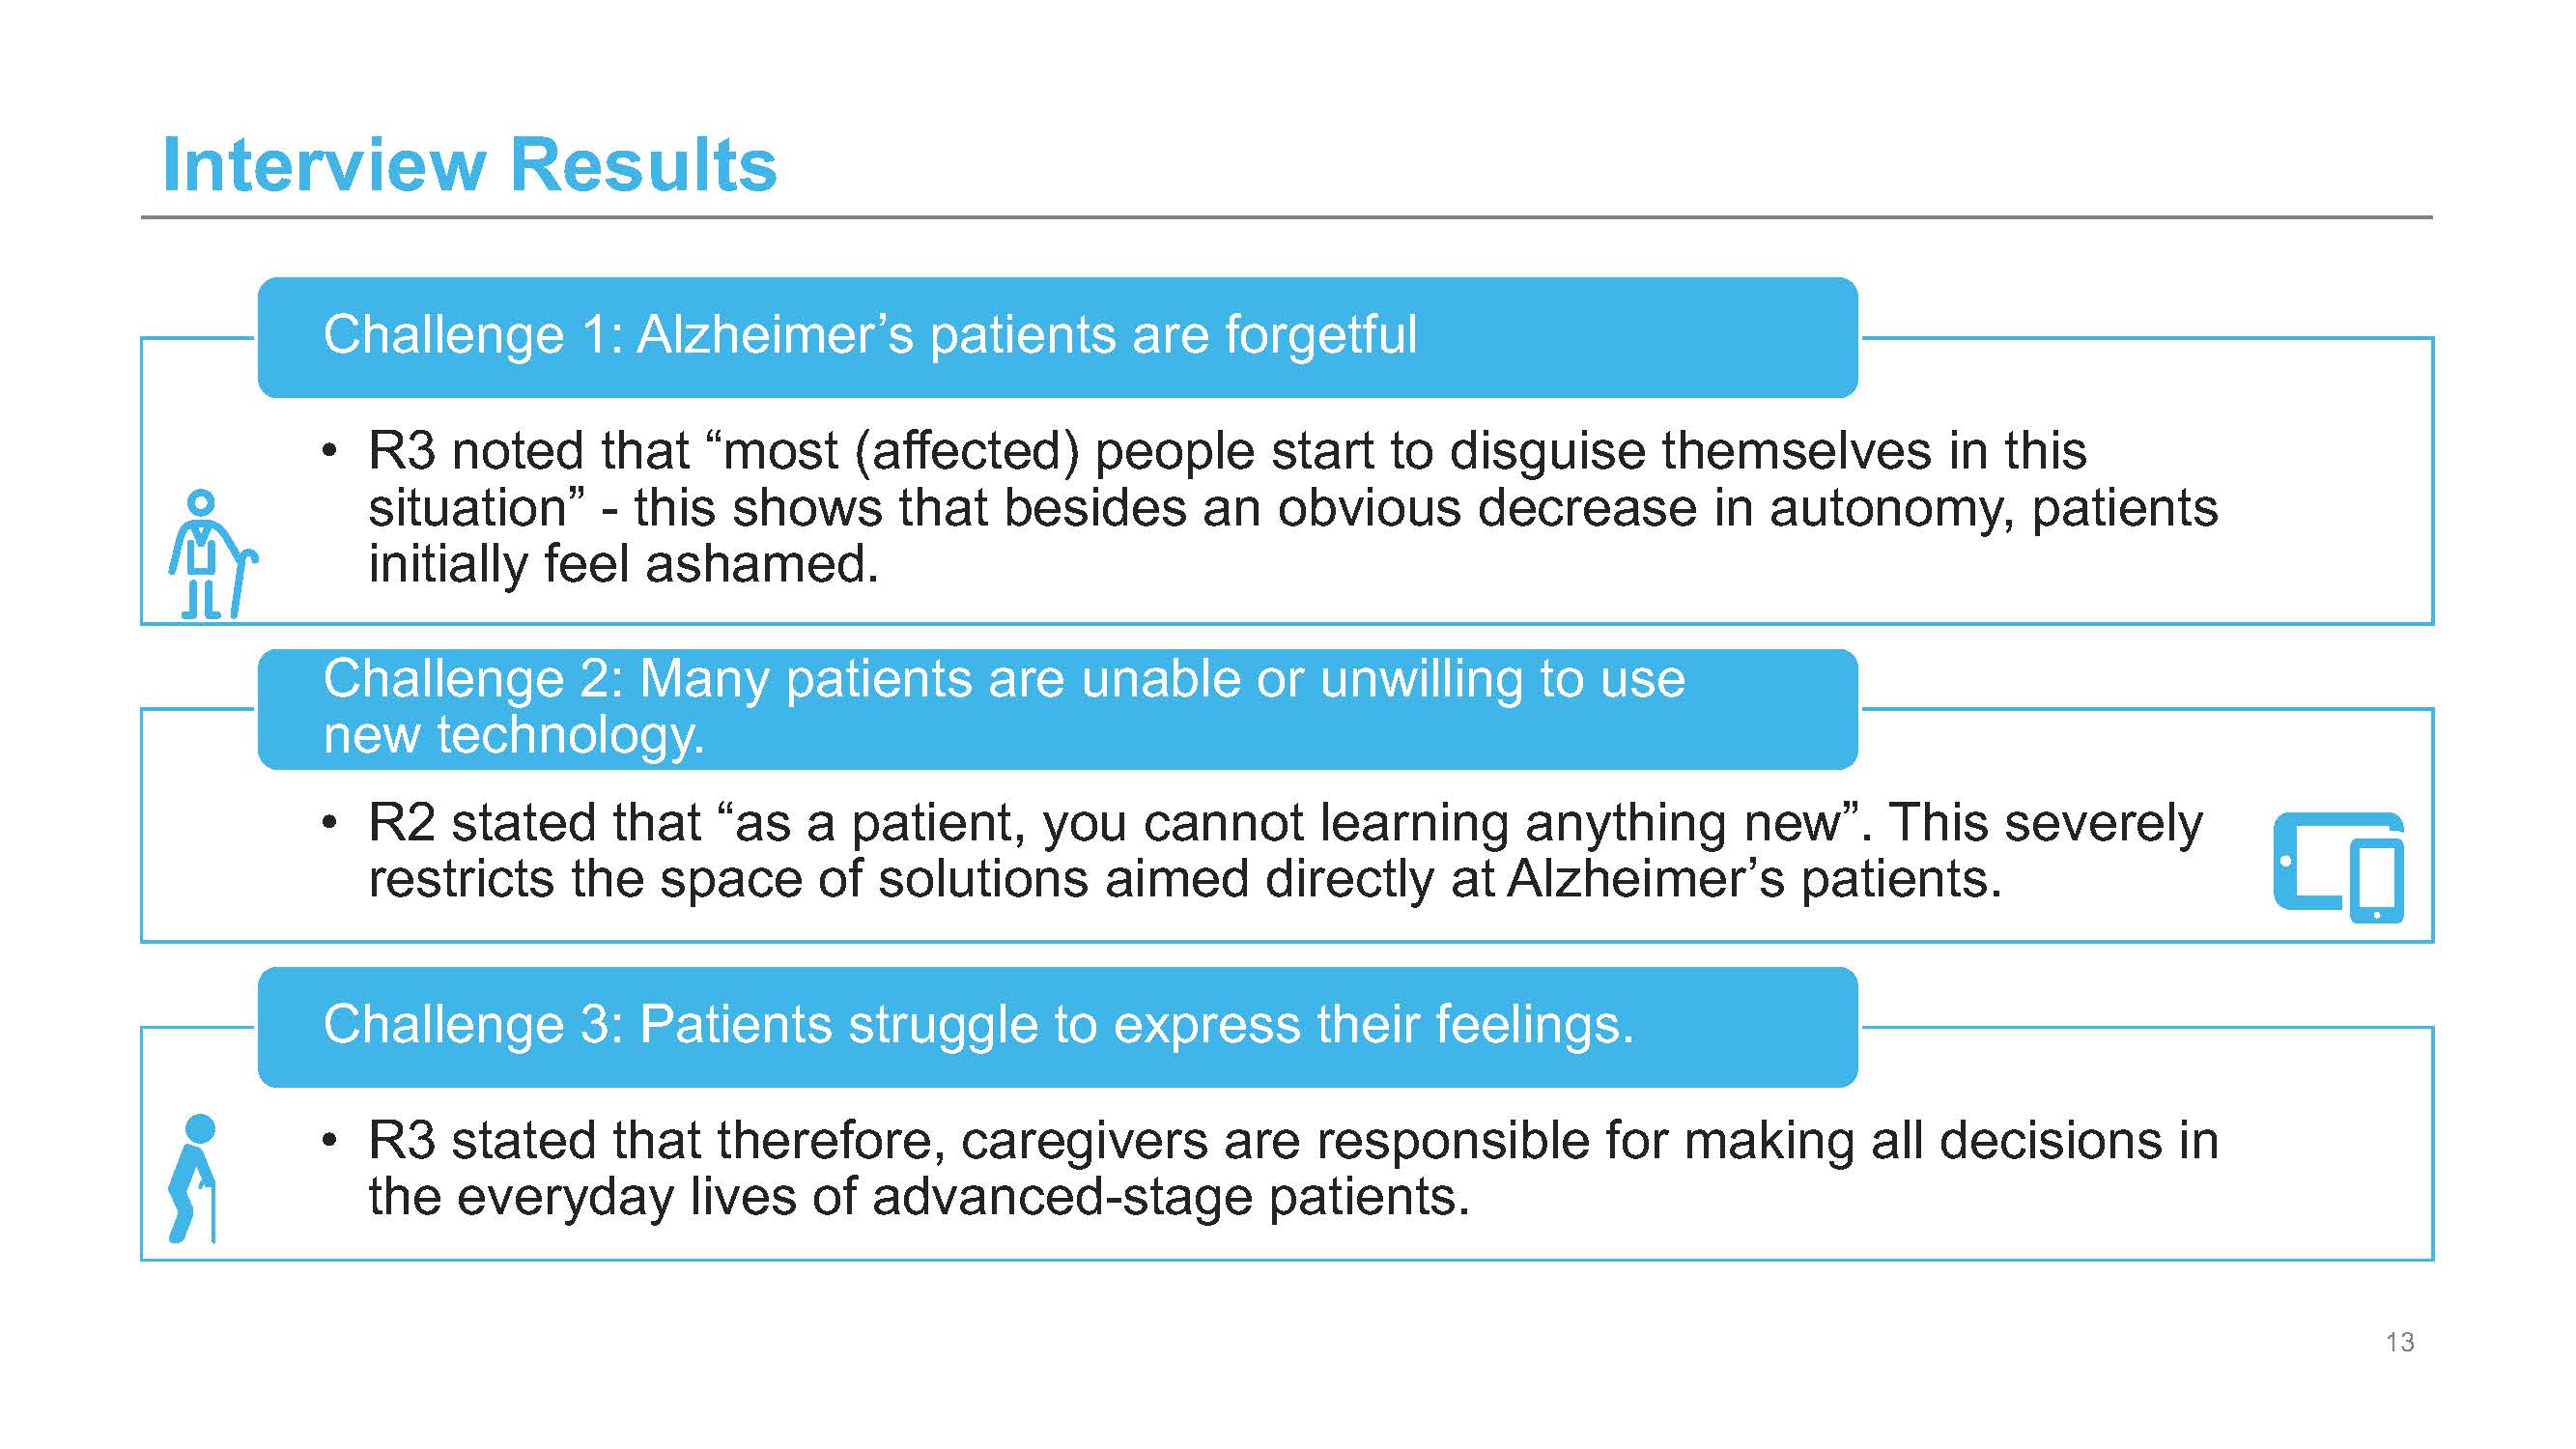 Interview Results
Challenge 1: Alzheimer’s patients are forgetful
• R3 noted that “most (affected) people start to disguise themselves in this
situation” - this shows that besides an obvious decrease in autonomy, patients
initially feel ashamed.
Challenge 2: Many patients are unable or unwilling to use
new technology.
• R2 stated that “as a patient, you cannot learning anything new”. This severely
restricts the space of solutions aimed directly at Alzheimer’s patients.
Challenge 3: Patients struggle to express their feelings.
• R3 stated that therefore, caregivers are responsible for making all decisions in
the everyday lives of advanced-stage patients.
13